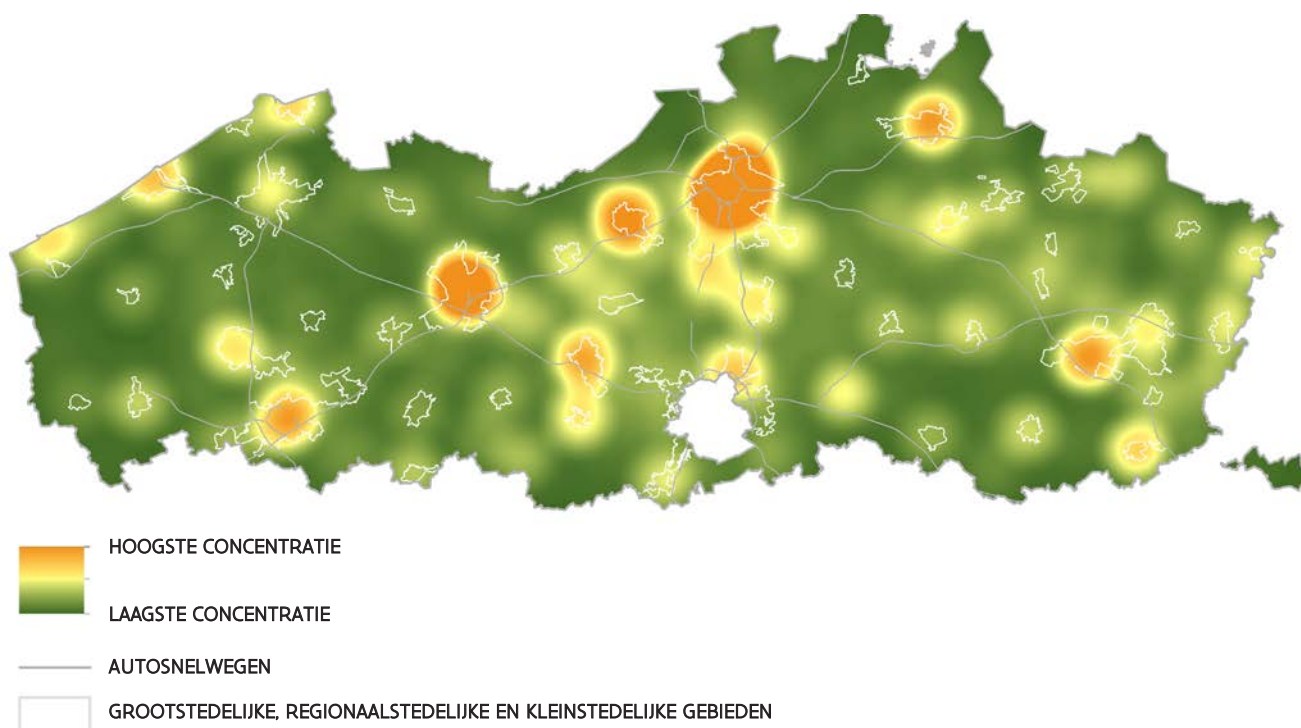 HOOGSTE CONCENTRATIE
LAAGSTE CONCENTRATIE
AUTOSNELWEGEN
GROOTSTEDELIJKE, REGIONAALSTEDELIJKE EN KLEINSTEDELIJKE GEBIEDEN